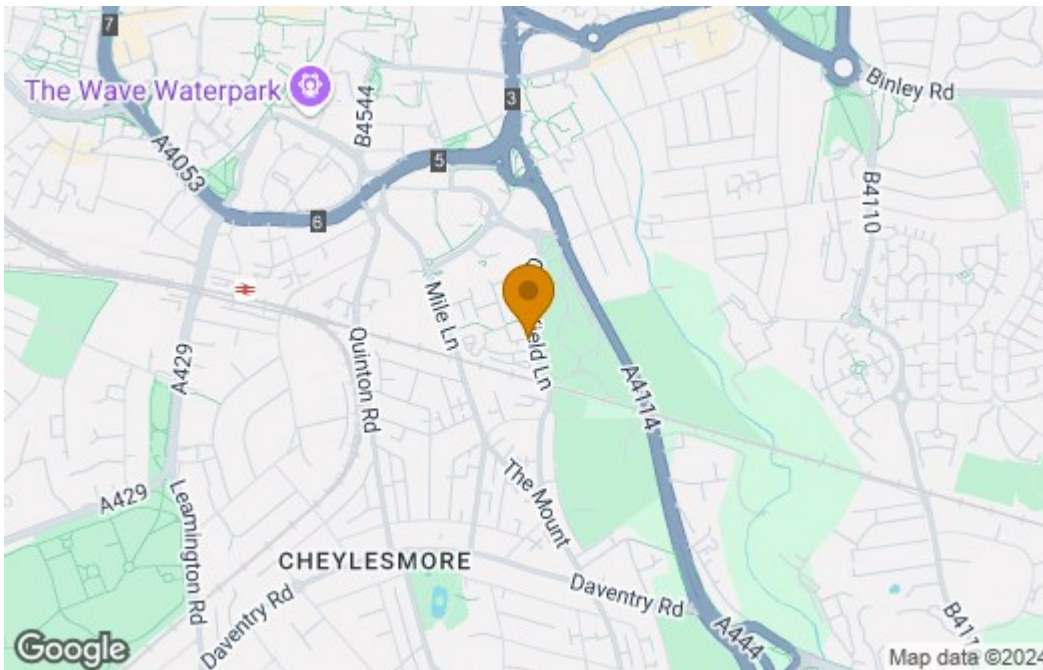 7
The Wave Waterpark
B4544
3
Binley Rd
A4053
5
6
B4110
Mile Ln
Quinton Rd
A429
A4114
A429
Leamington Rd
The Mount
CHEYLESMORE
Daventry Rd
Daventry Rd
A444
Google
Map data ©2024